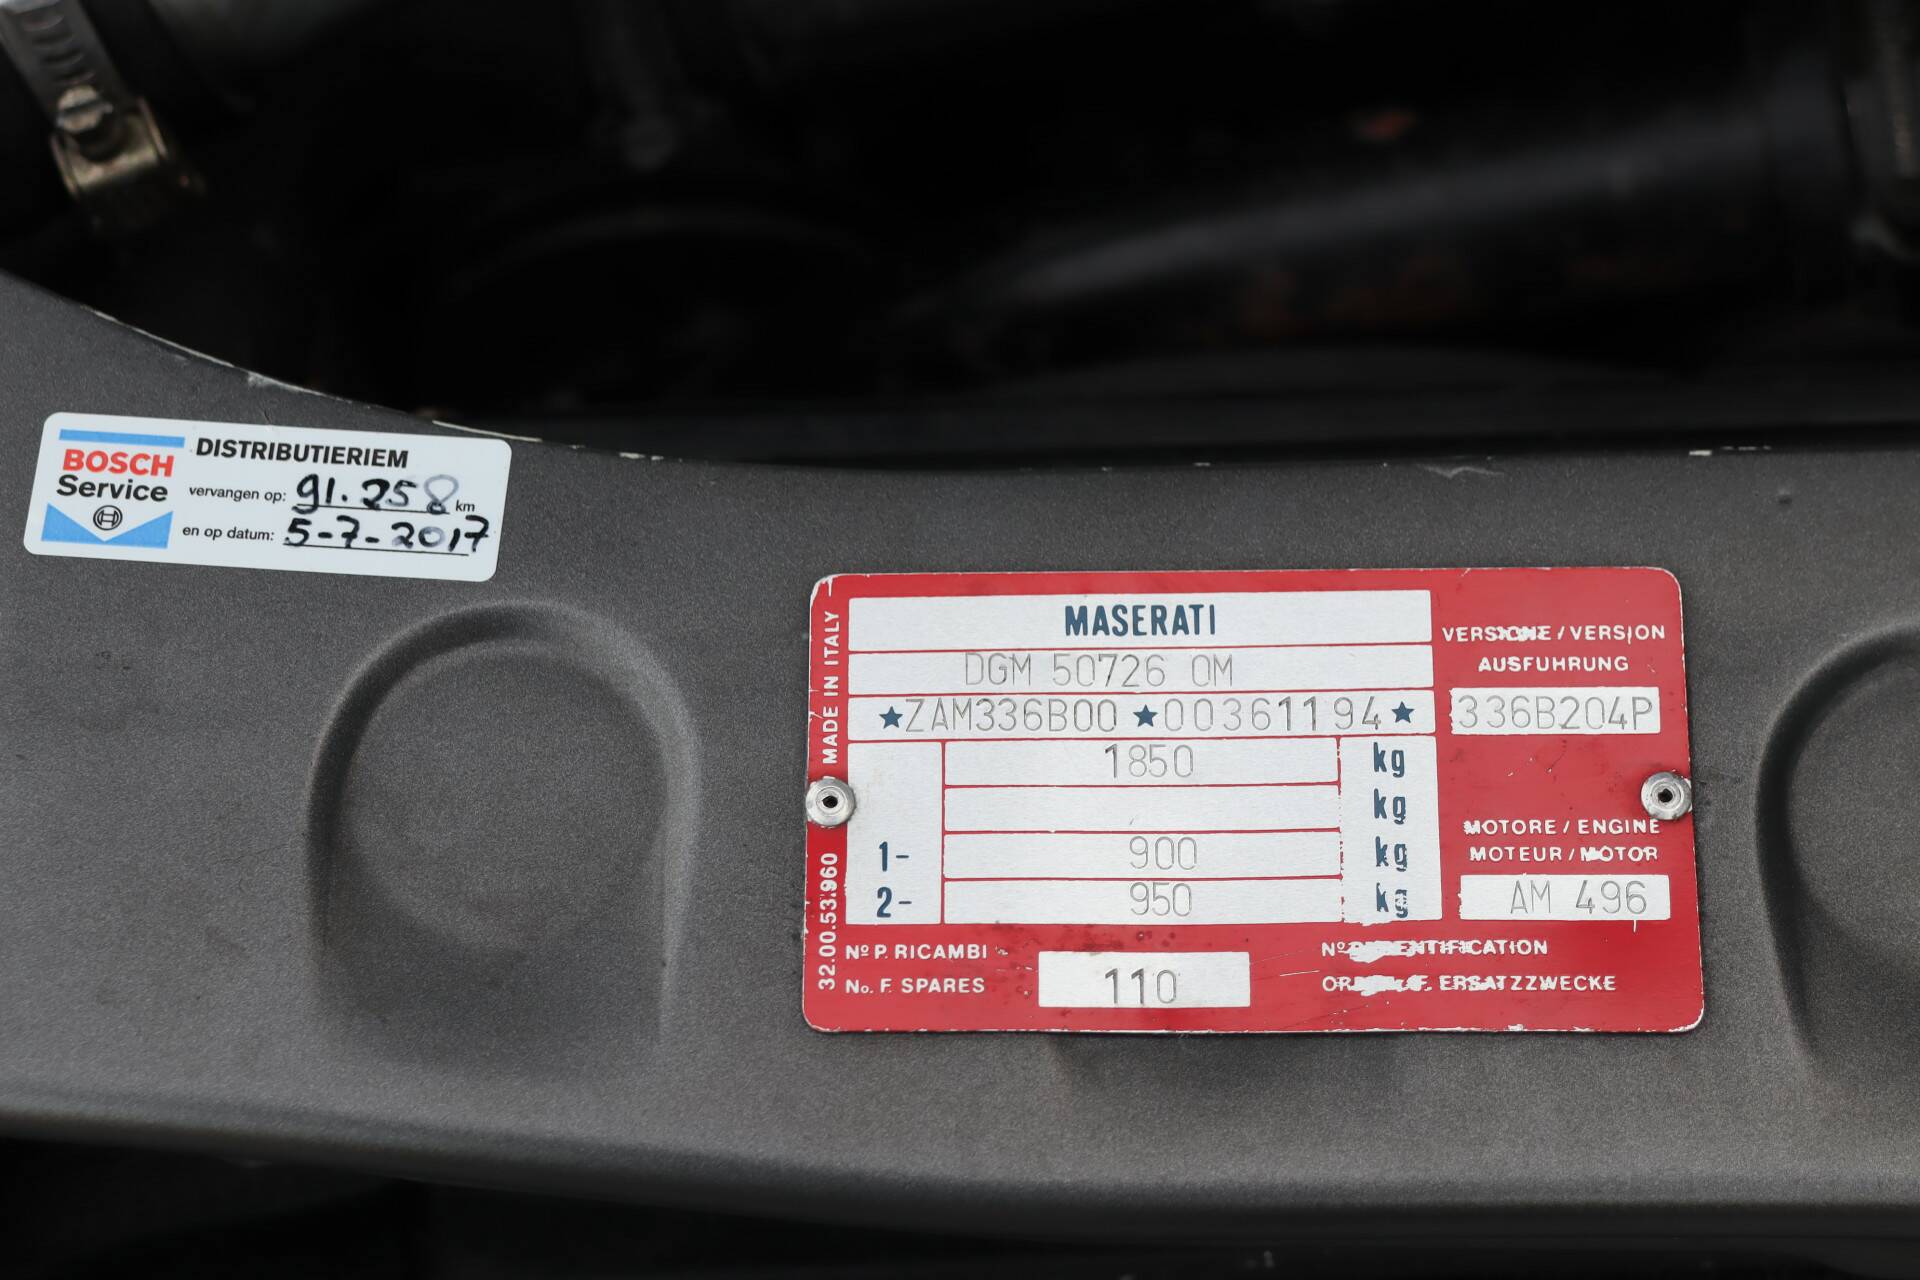 BOSCH
Service
DISTRIBUTIERIEM
vervangen op: 91.258 km
en op datum: 5-7-2017
MADE IN ITALY
32.00.53.960
MASERATI
DGM 50726 OM
★ZAM336B00★00361194★
1850 kg
kg
1- 900 kg
2- 950 kg
VERSIONE / VERSION
AUSFUHRUNG
336B204P
MOTORE / ENGINE
MOTEUR / MOTOR
AM 496
Nº P. RICAMBI
No. F. SPARES
110
Nº IDENTIFICATION
F. ERSATZZWECKE